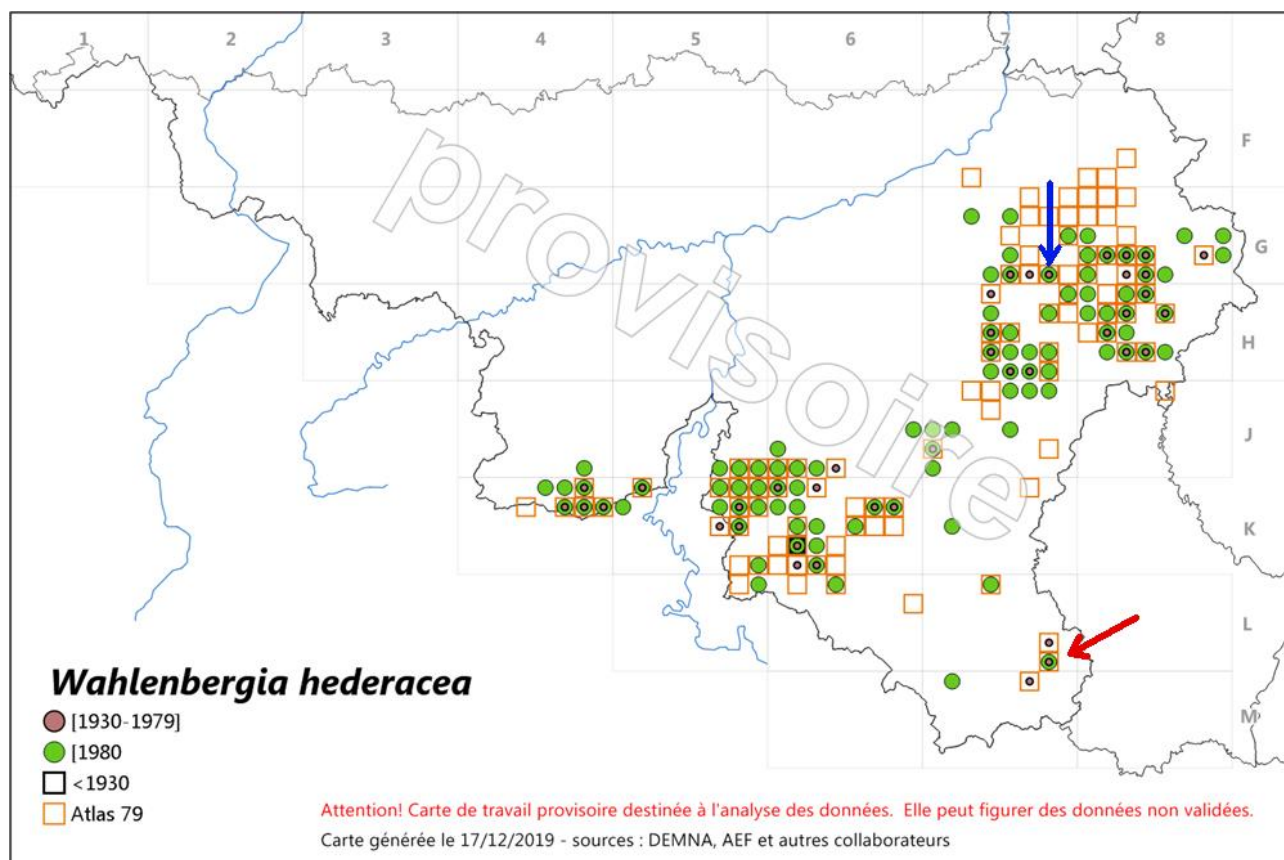 1 2 3 4 5 6 7 8
F
G
H
J
K
L
M
provisoire
Wahlenbergia hederacea
[1930-1979]
[1980
<1930
Atlas 79
Attention! Carte de travail provisoire destinée à l'analyse des données. Elle peut figurer des données non validées.
Carte générée le 17/12/2019 - sources : DEMNA, AEF et autres collaborateurs